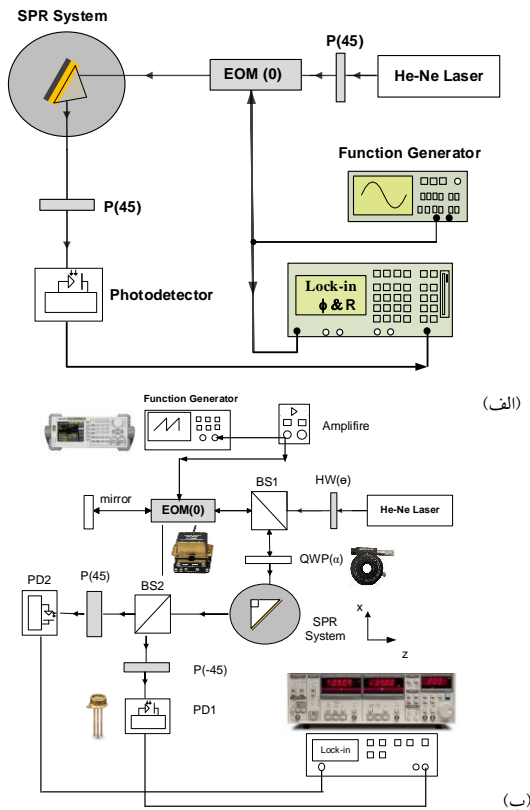 SPR System
P(45)
EOM (0)
He-Ne Laser
Function Generator
P(45)
Lock-in
ϕ & R
Photodetector
(الف)
Function Generator
Amplifire
BS1
HW(ɵ)
mirror
EOM(0)
He-Ne Laser
QWP(α)
BS2
PD2
P(45)
SPR
System
x
z
P(-45)
PD1
Lock-in
(ب)